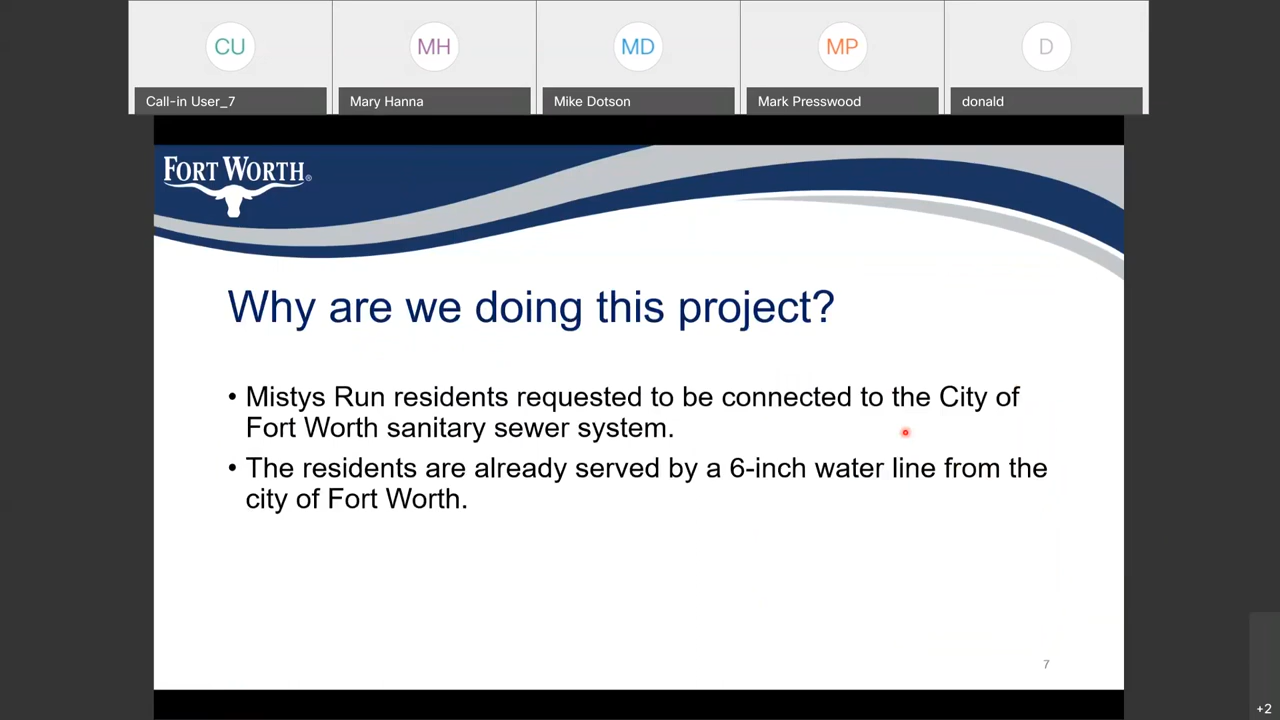 CU
MH
MD
MP
D
Call-in User_7
Mary Hanna
Mike Dotson
Mark Presswood
donald
FORT WORTH®
Why are we doing this project?
• Mistys Run residents requested to be connected to the City of
Fort Worth sanitary sewer system.
• The residents are already served by a 6-inch water line from the
city of Fort Worth.
7
+2